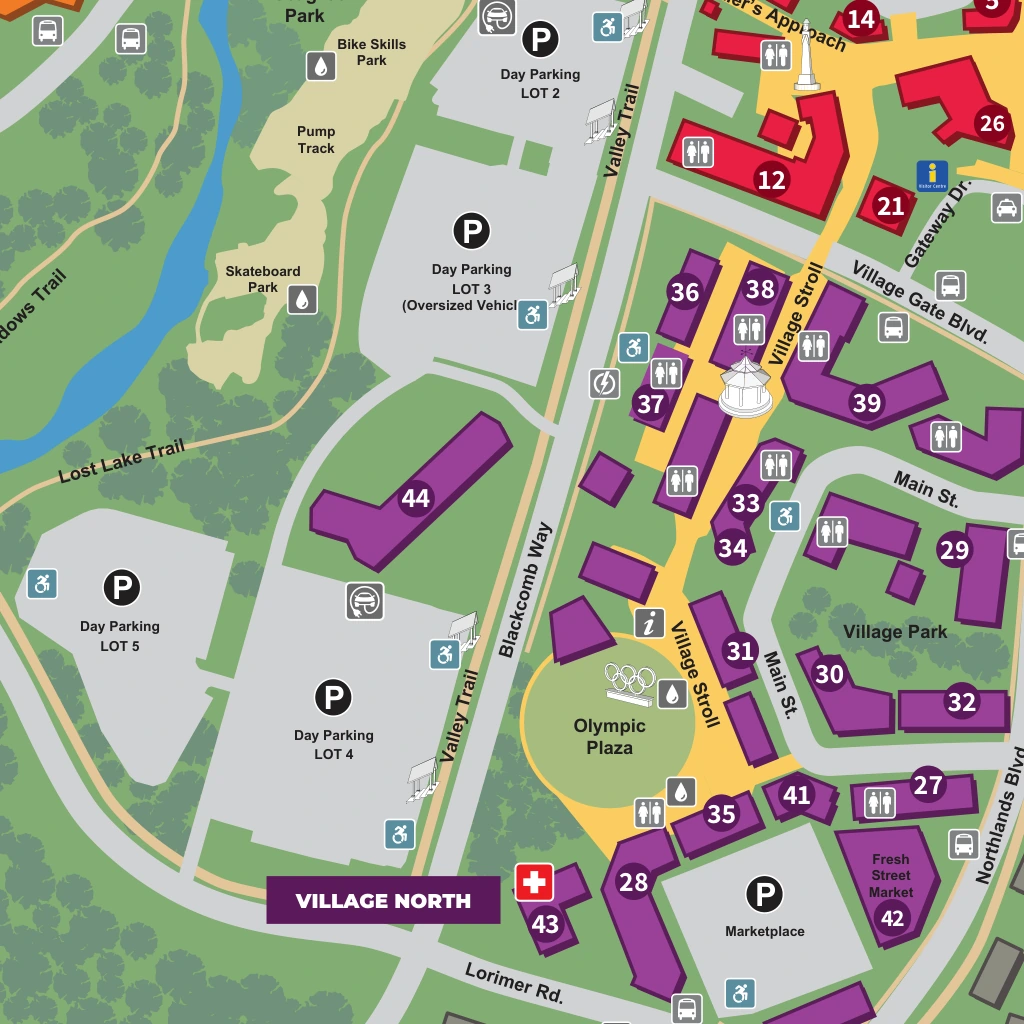 Park
Bike Skills
Park
P
Day Parking
LOT 2
Approach
14
5
Pump
Track
Valley Trail
26
12
21
Visitor Centre
Gateway Dr.
P
Day Parking
LOT 3
(Oversized Vehicl
Skateboard
Park
36
38
Village Stroll
Village Gate Blvd.
37
39
Lost Lake Trail
44
Main St.
33
34
29
P
Day Parking
LOT 5
Blackcomb Way
i
Village Park
Village Stroll
31
Main St.
30
32
P
Day Parking
LOT 4
Valley Trail
Olympic
Plaza
41
27
35
Northlands Blvd
Fresh
Street
Market
42
28
VILLAGE NORTH
43
P
Marketplace
Lorimer Rd.